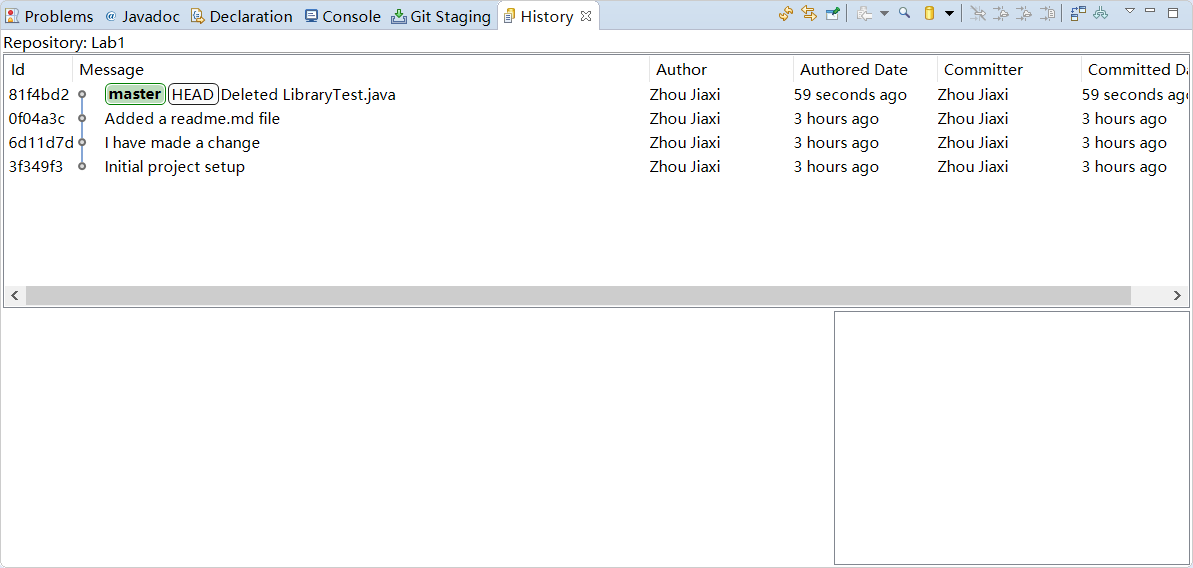 Problems @ Javadoc Declaration Console Git Staging History
Repository: Lab1
Id Message Author Authored Date Committer Committed Da
81f4bd2 master HEAD Deleted LibraryTest.java Zhou Jiaxi 59 seconds ago Zhou Jiaxi 59 seconds ago
0f04a3c Added a readme.md file Zhou Jiaxi 3 hours ago Zhou Jiaxi 3 hours ago
6d11d7d I have made a change Zhou Jiaxi 3 hours ago Zhou Jiaxi 3 hours ago
3f349f3 Initial project setup Zhou Jiaxi 3 hours ago Zhou Jiaxi 3 hours ago